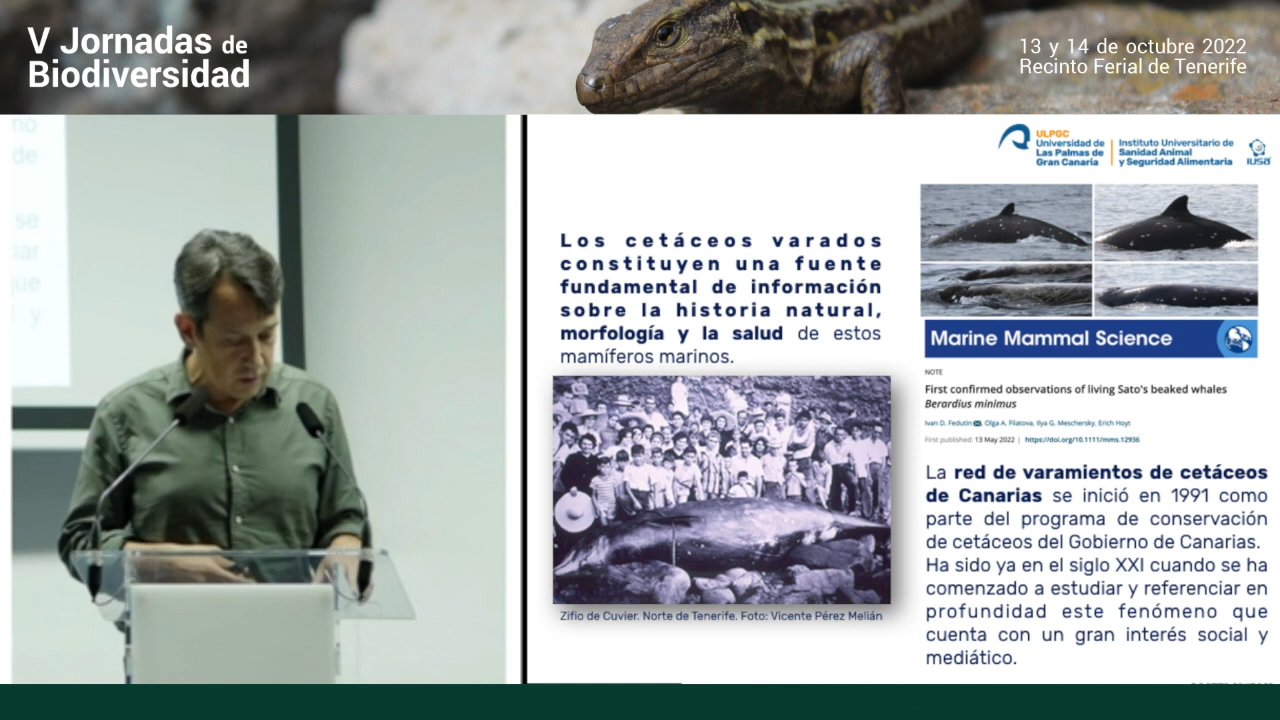 V Jornadas de
Biodiversidad
13 y 14 de octubre 2022
Recinto Ferial de Tenerife
de
se
y
ULPGC
Universidad de
Las Palmas de
Gran Canaria
Instituto Universitario de
Sanidad Animal
y Seguridad Alimentaria
IUSA
Los cetáceos varados
constituyen una fuente
fundamental de información
sobre la historia natural,
morfología y la salud de estos
mamíferos marinos.
Zifio de Cuvier. Norte de Tenerife. Foto: Vicente Pérez Melián
Marine Mammal Science
NOTE
First confirmed observations of living Sato's beaked whales
Berardius minimus
Ivan D. Fedutin, Olga A. Filatova, Ilya G. Meschersky, Erich Hoyt
First published: 13 May 2022 | https://doi.org/10.1111/mms.12936
La red de varamientos de cetáceos
de Canarias se inició en 1991 como
parte del programa de conservación
de cetáceos del Gobierno de Canarias.
Ha sido ya en el siglo XXI cuando se ha
comenzado a estudiar y referenciar en
profundidad este fenómeno que
cuenta con un gran interés social y
mediático.